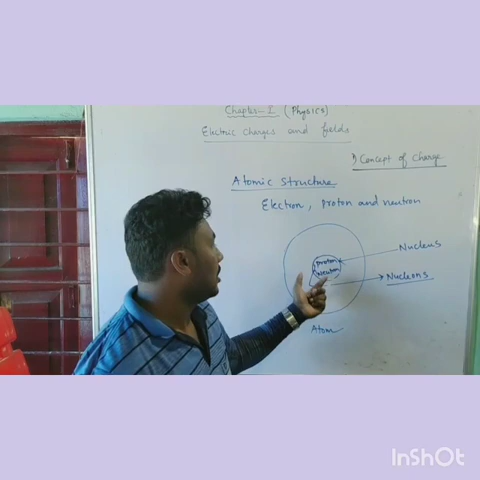 Chapter-I (Physics)
Electric Charges and fields
1) Concept of Charge
Atomic structure
Electron, Proton and neutron
Nucleus
Proton
Neutron
Nucleons
Atom
InShOt